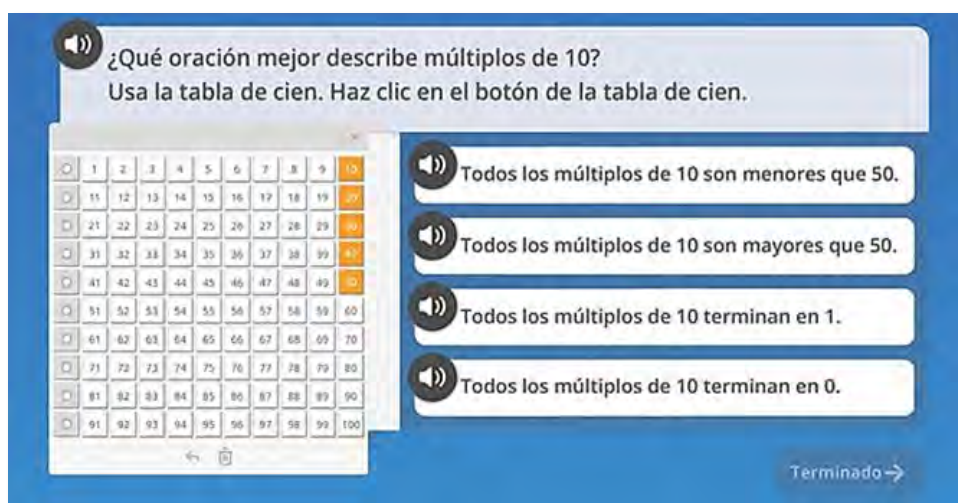 ¿Qué oración mejor describe múltiplos de 10?
Usa la tabla de cien. Haz clic en el botón de la tabla de cien.
1 2 3 4 5 6 7 8 9 10
11 12 13 14 15 16 17 18 19 20
21 22 23 24 25 26 27 28 29 30
31 32 33 34 35 36 37 38 39 40
41 42 43 44 45 46 47 48 49 50
51 52 53 54 55 56 57 58 59 60
61 62 63 64 65 66 67 68 69 70
71 72 73 74 75 76 77 78 79 80
81 82 83 84 85 86 87 88 89 90
91 92 93 94 95 96 97 98 99 100
Todos los múltiplos de 10 son menores que 50.
Todos los múltiplos de 10 son mayores que 50.
Todos los múltiplos de 10 terminan en 1.
Todos los múltiplos de 10 terminan en 0.
Terminado